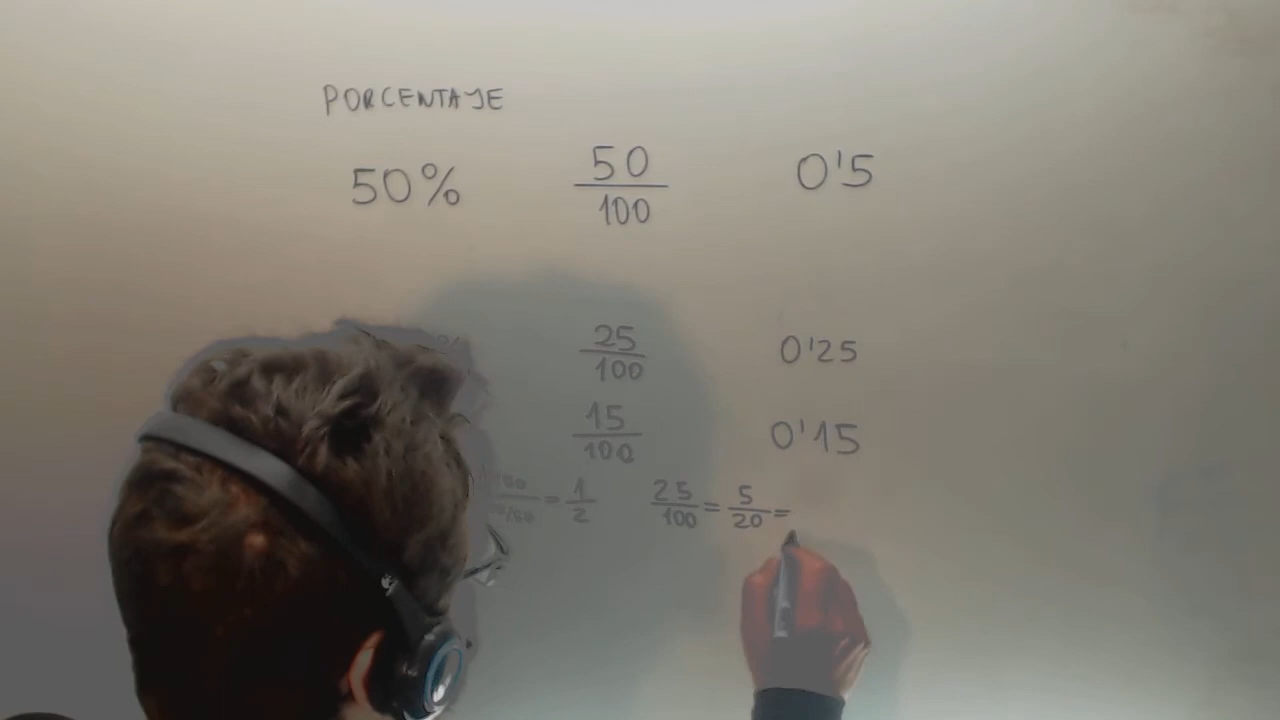 PORCENTAJE
50% 50/100 0'5
25/100 0'25
15/100 0'15
= 1/2 25/100 = 5/20 =